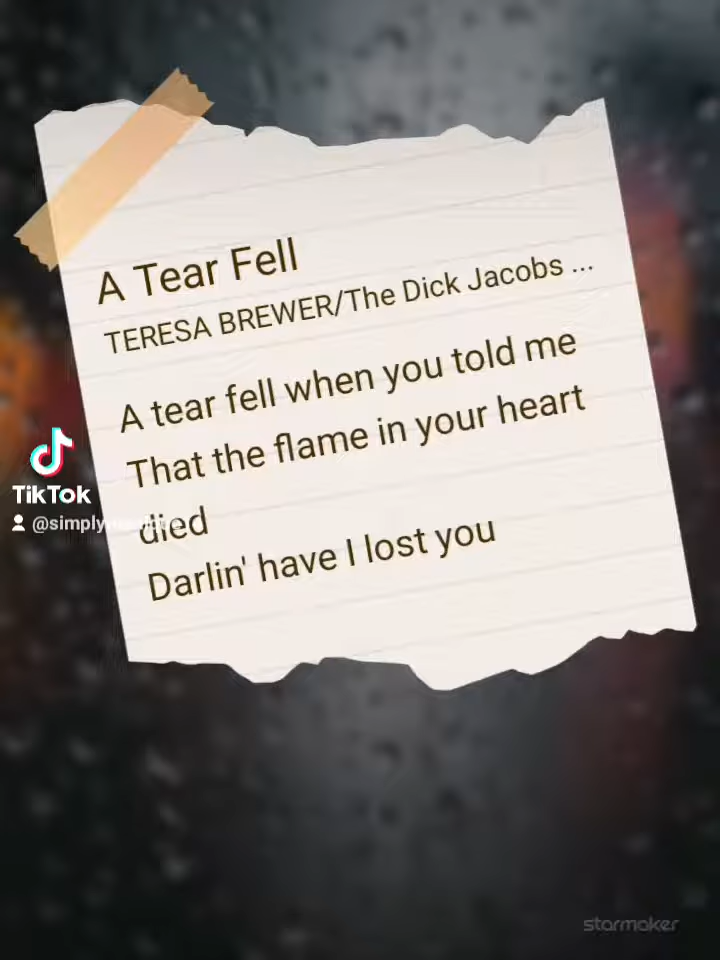 A Tear Fell
TERESA BREWER/The Dick Jacobs ...
A tear fell when you told me
That the flame in your heart
died
Darlin' have I lost you
TikTok
@simply
starmaker